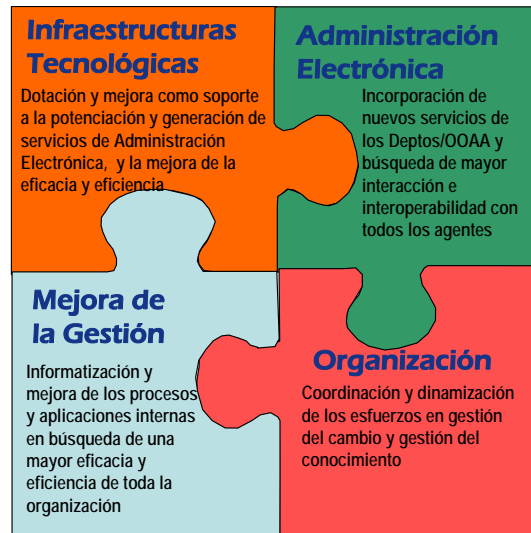 Infraestructuras
Tecnológicas
Dotación y mejora como soporte
a la potenciación y generación de
servicios de Administración
Electrónica, y la mejora de la
eficacia y eficiencia
Administración
Electrónica
Incorporación de
nuevos servicios de
los Deptos/OOAA y
búsqueda de mayor
interacción e
interoperabilidad con
todos los agentes
Mejora de
la Gestión
Informatización y
mejora de los procesos
y aplicaciones internas
en búsqueda de una
mayor eficacia y
eficiencia de toda la
organización
Organización
Coordinación y dinamización
de los esfuerzos en gestión
del cambio y gestión del
conocimiento